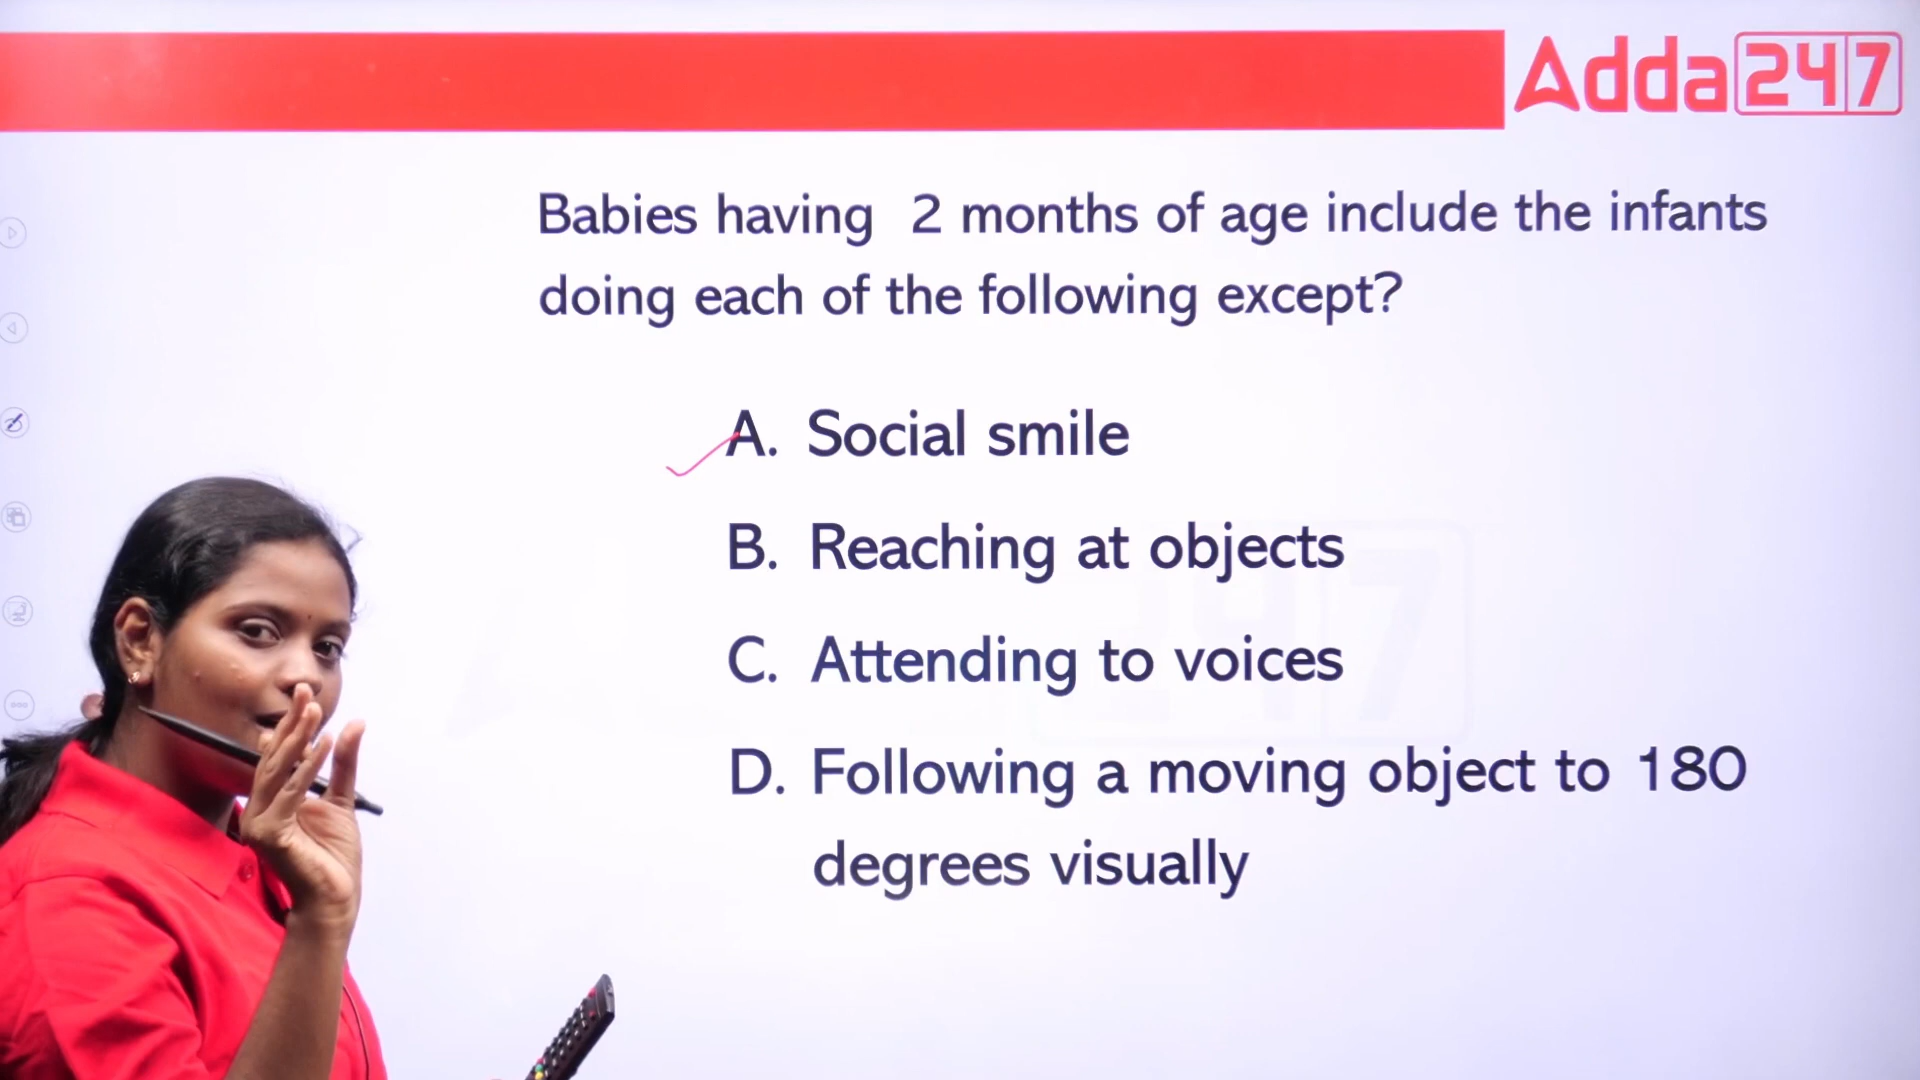 Adda247
Babies having 2 months of age include the infants
doing each of the following except?
A. Social smile
B. Reaching at objects
C. Attending to voices
D. Following a moving object to 180
degrees visually